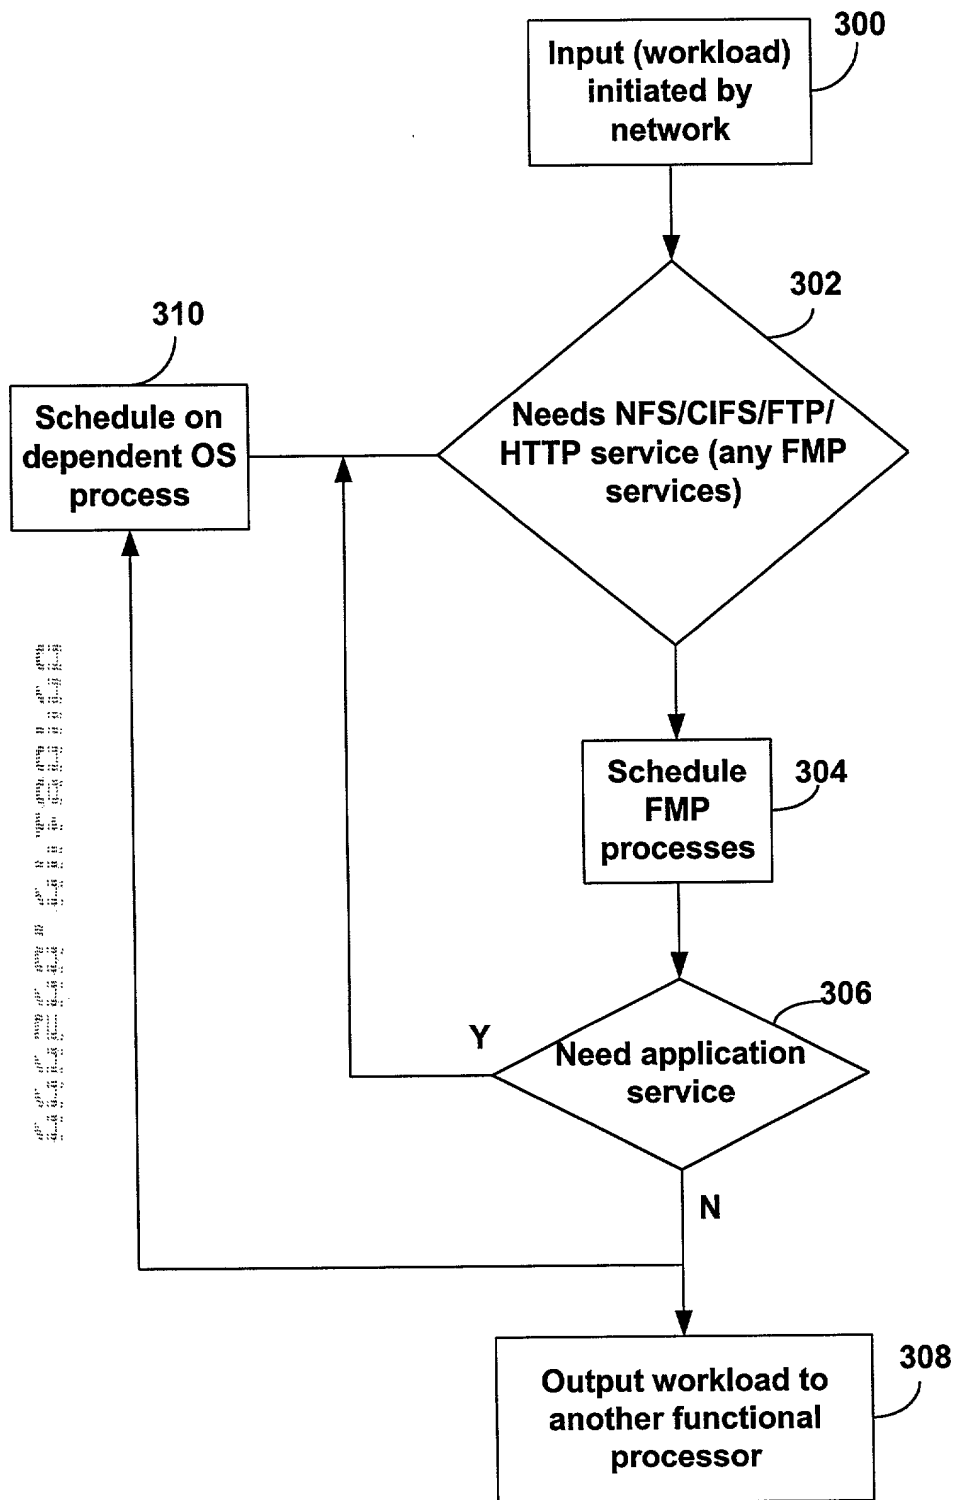 300
Input (workload)
initiated by
network
302
310
Needs NFS/CIFS/FTP/
HTTP service (any FMP
services)
Schedule on
dependent OS
process
Schedule
FMP
processes
304
306
Y
Need application
service
N
308
Output workload to
another functional
processor